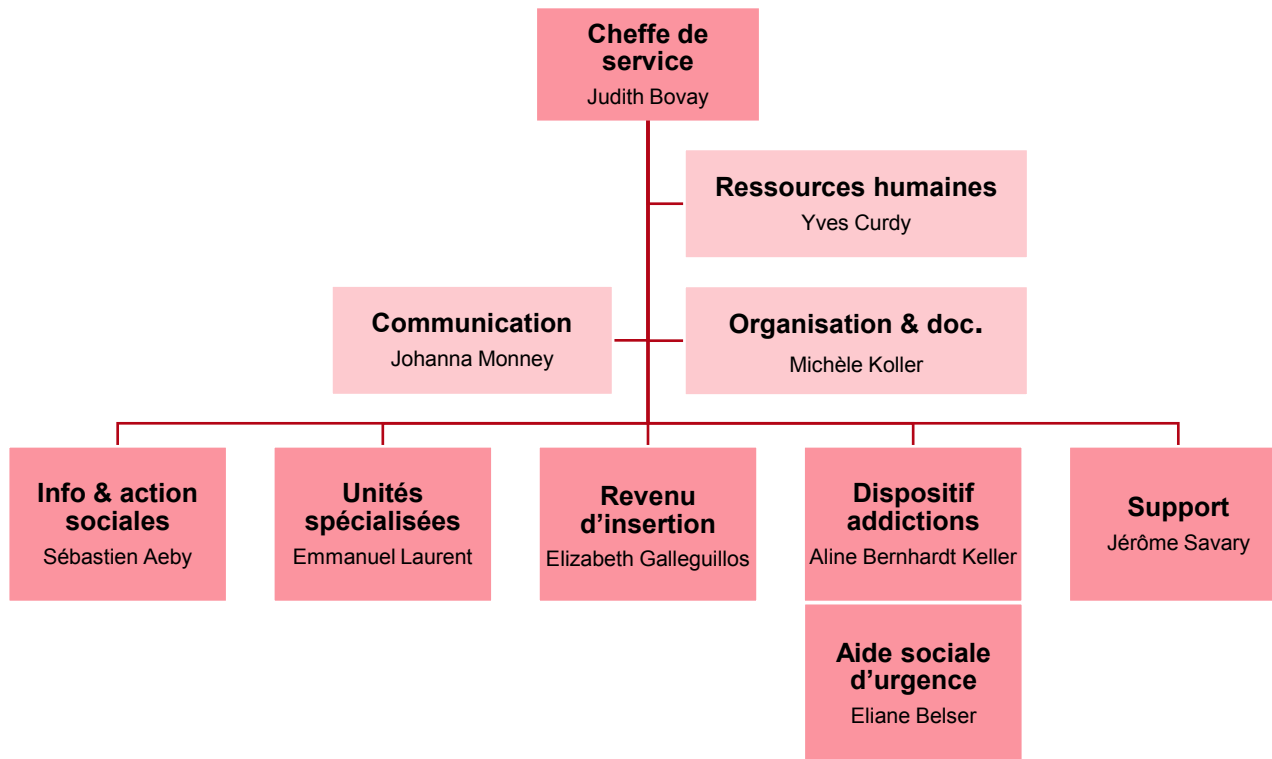 Cheffe de
service
Judith Bovay
Ressources humaines
Yves Curdy
Communication
Johanna Monney
Organisation & doc.
Michèle Koller
Info & action
sociales
Sébastien Aeby
Unités
spécialisées
Emmanuel Laurent
Revenu
d’insertion
Elizabeth Galleguillos
Dispositif
addictions
Aline Bernhardt Keller
Support
Jérôme Savary
Aide sociale
d’urgence
Eliane Belser